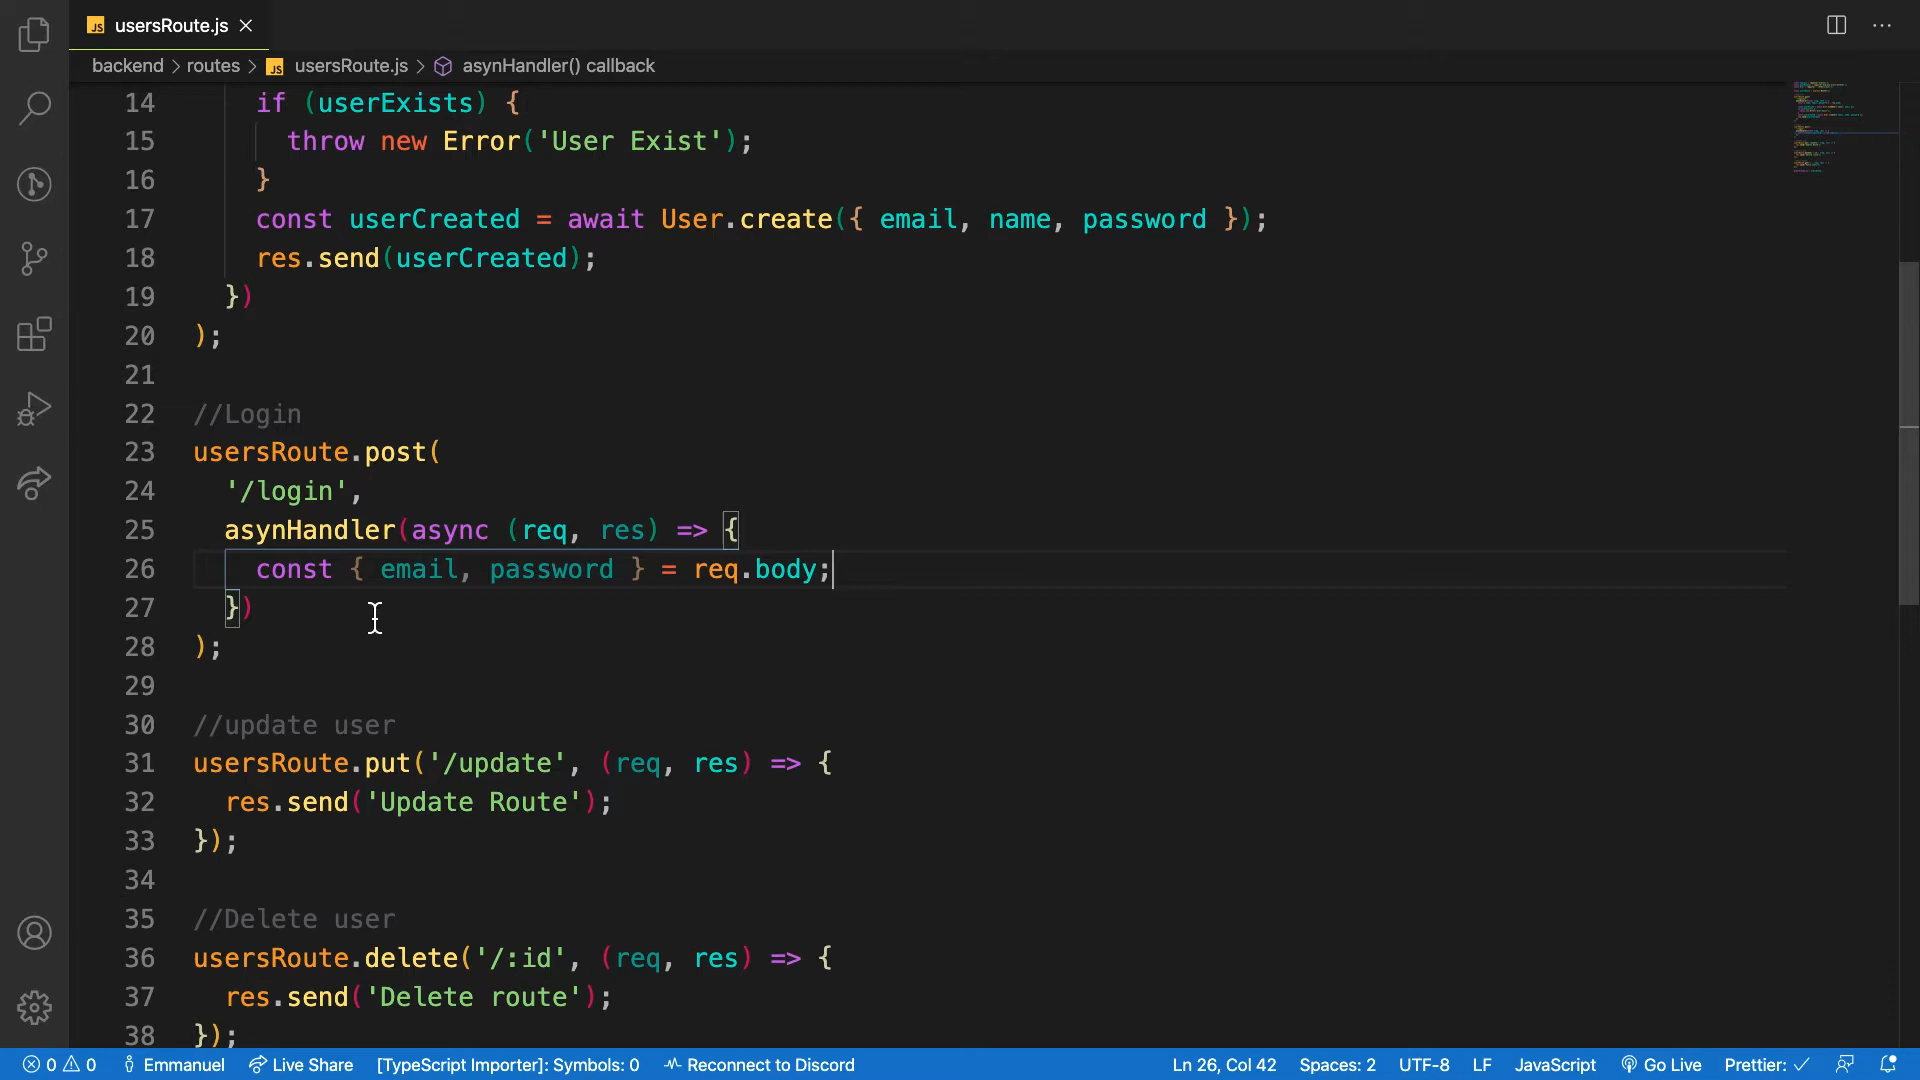 JS usersRoute.js ×
backend > routes > JS usersRoute.js > asynHandler() callback
14 if (userExists) {
15 throw new Error('User Exist');
16 }
17 const userCreated = await User.create({ email, name, password });
18 res.send(userCreated);
19 })
20 );
21
22 //Login
23 usersRoute.post(
24 '/login',
25 asynHandler(async (req, res) => {
26 const { email, password } = req.body;
27 })
28 );
29
30 //update user
31 usersRoute.put('/update', (req, res) => {
32 res.send('Update Route');
33 });
34
35 //Delete user
36 usersRoute.delete('/:id', (req, res) => {
37 res.send('Delete route');
38 });
0 0 Emmanuel Live Share [TypeScript Importer]: Symbols: 0 Reconnect to Discord Ln 26, Col 42 Spaces: 2 UTF-8 LF JavaScript Go Live Prettier: ✓